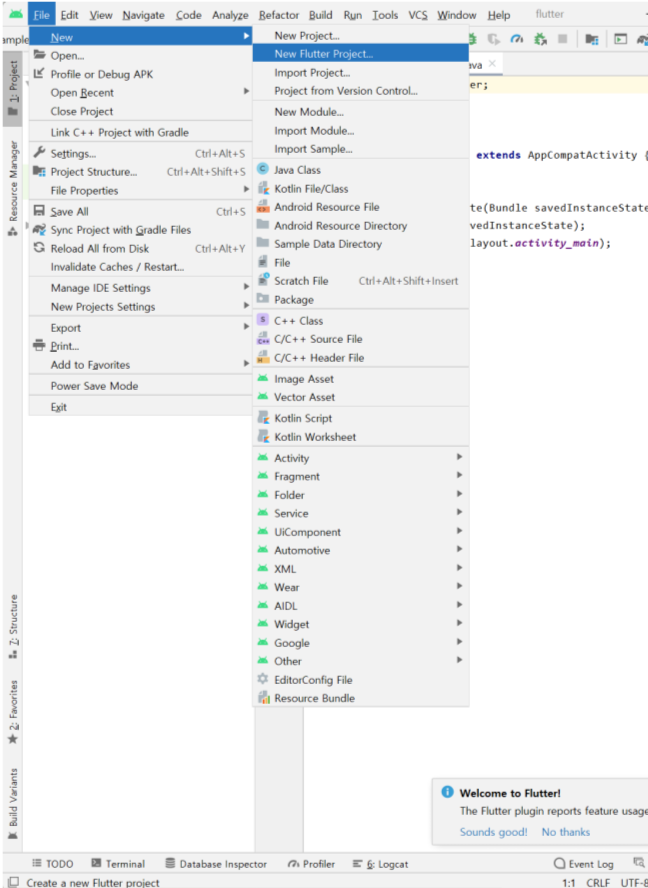 File Edit View Navigate Code Analyze Refactor Build Run Tools VCS Window Help flutter
ample
New
Open...
Profile or Debug APK
Open Recent
Close Project
Link C++ Project with Gradle
Settings... Ctrl+Alt+S
Project Structure... Ctrl+Alt+Shift+S
File Properties
Save All Ctrl+S
Sync Project with Gradle Files
Reload All from Disk Ctrl+Alt+Y
Invalidate Caches / Restart...
Manage IDE Settings
New Projects Settings
Export
Print...
Add to Favorites
Power Save Mode
Exit
New Project...
New Flutter Project...
Import Project...
Project from Version Control...
New Module...
Import Module...
Import Sample...
Java Class
Kotlin File/Class
Android Resource File
Android Resource Directory
Sample Data Directory
File
Scratch File Ctrl+Alt+Shift+Insert
Package
C++ Class
C/C++ Source File
C/C++ Header File
Image Asset
Vector Asset
Kotlin Script
Kotlin Worksheet
Activity
Fragment
Folder
Service
UiComponent
Automotive
XML
Wear
AIDL
Widget
Google
Other
EditorConfig File
Resource Bundle
ava
er;
extends AppCompatActivity {
te(Bundle savedInstanceState
vedInstanceState);
layout.activity_main);
1: Project
Resource Manager
Z: Structure
2: Favorites
Build Variants
Welcome to Flutter!
The Flutter plugin reports feature usage
Sounds good! No thanks
TODO Terminal Database Inspector Profiler 6: Logcat Event Log
Create a new Flutter project 1:1 CRLF UTF-8